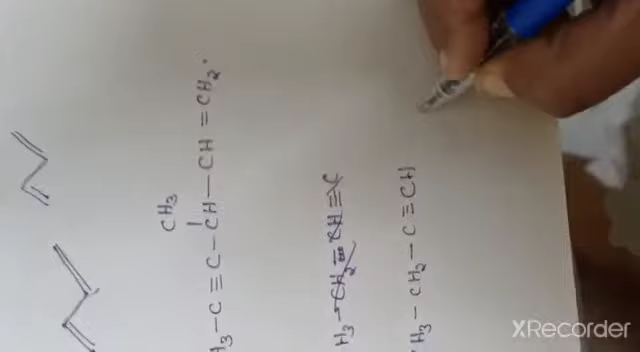 CH₃
H₃-C≡C-CH-CH=CH₂.
H₃-CH₂=CH≡C
H₃-CH₂-C≡CH
XRecorder